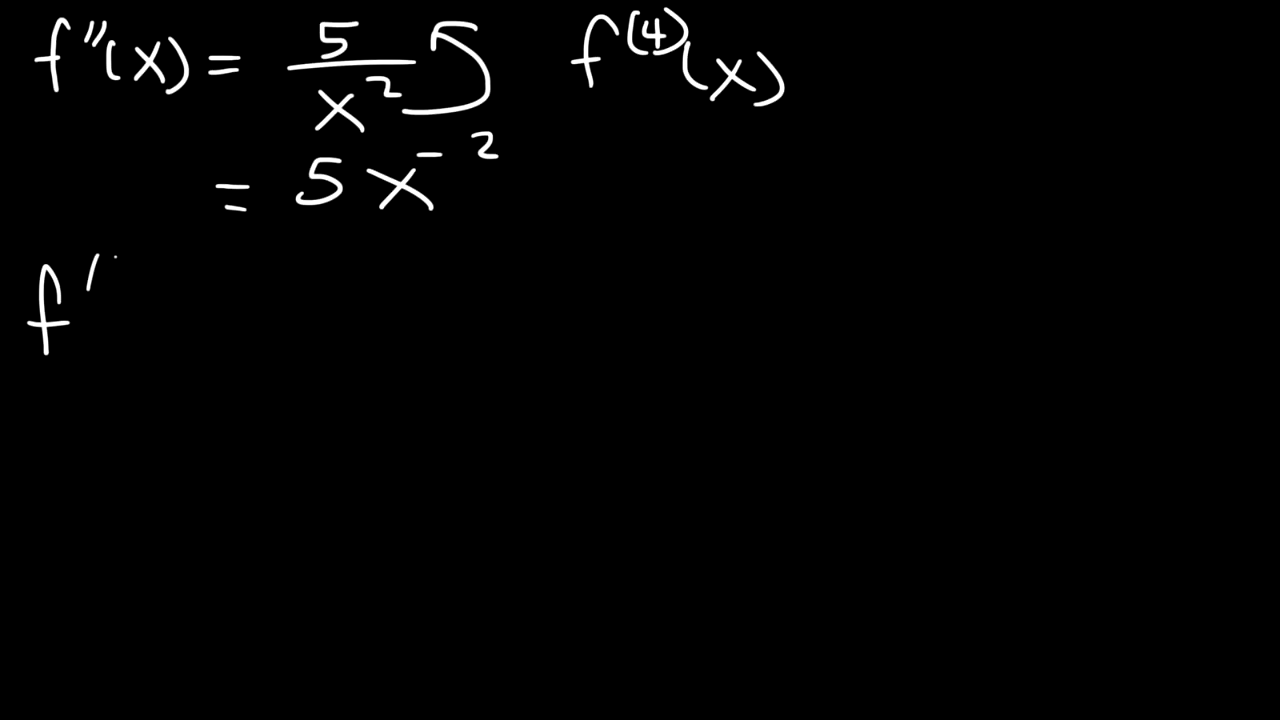 f''(x) = 5/x² f⁽⁴⁾(x)
= 5x⁻²
f'